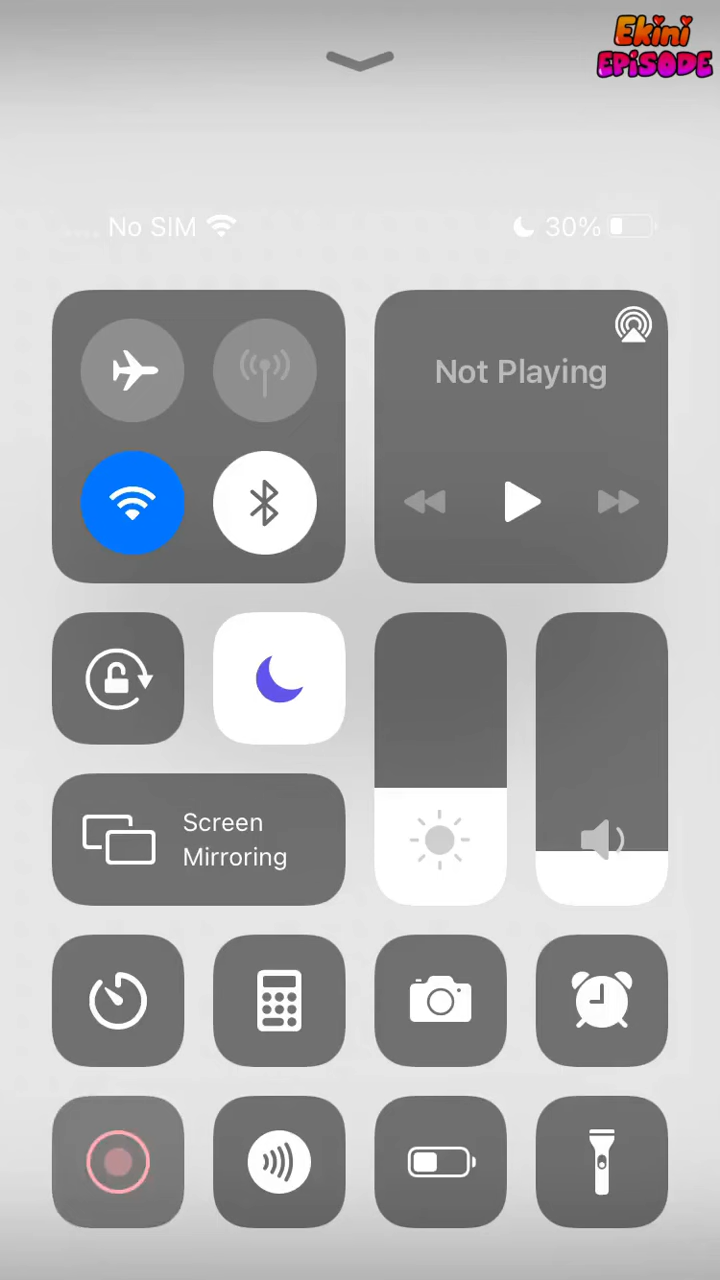 Ekini
EPiSODE
No SIM
30%
Not Playing
Screen
Mirroring